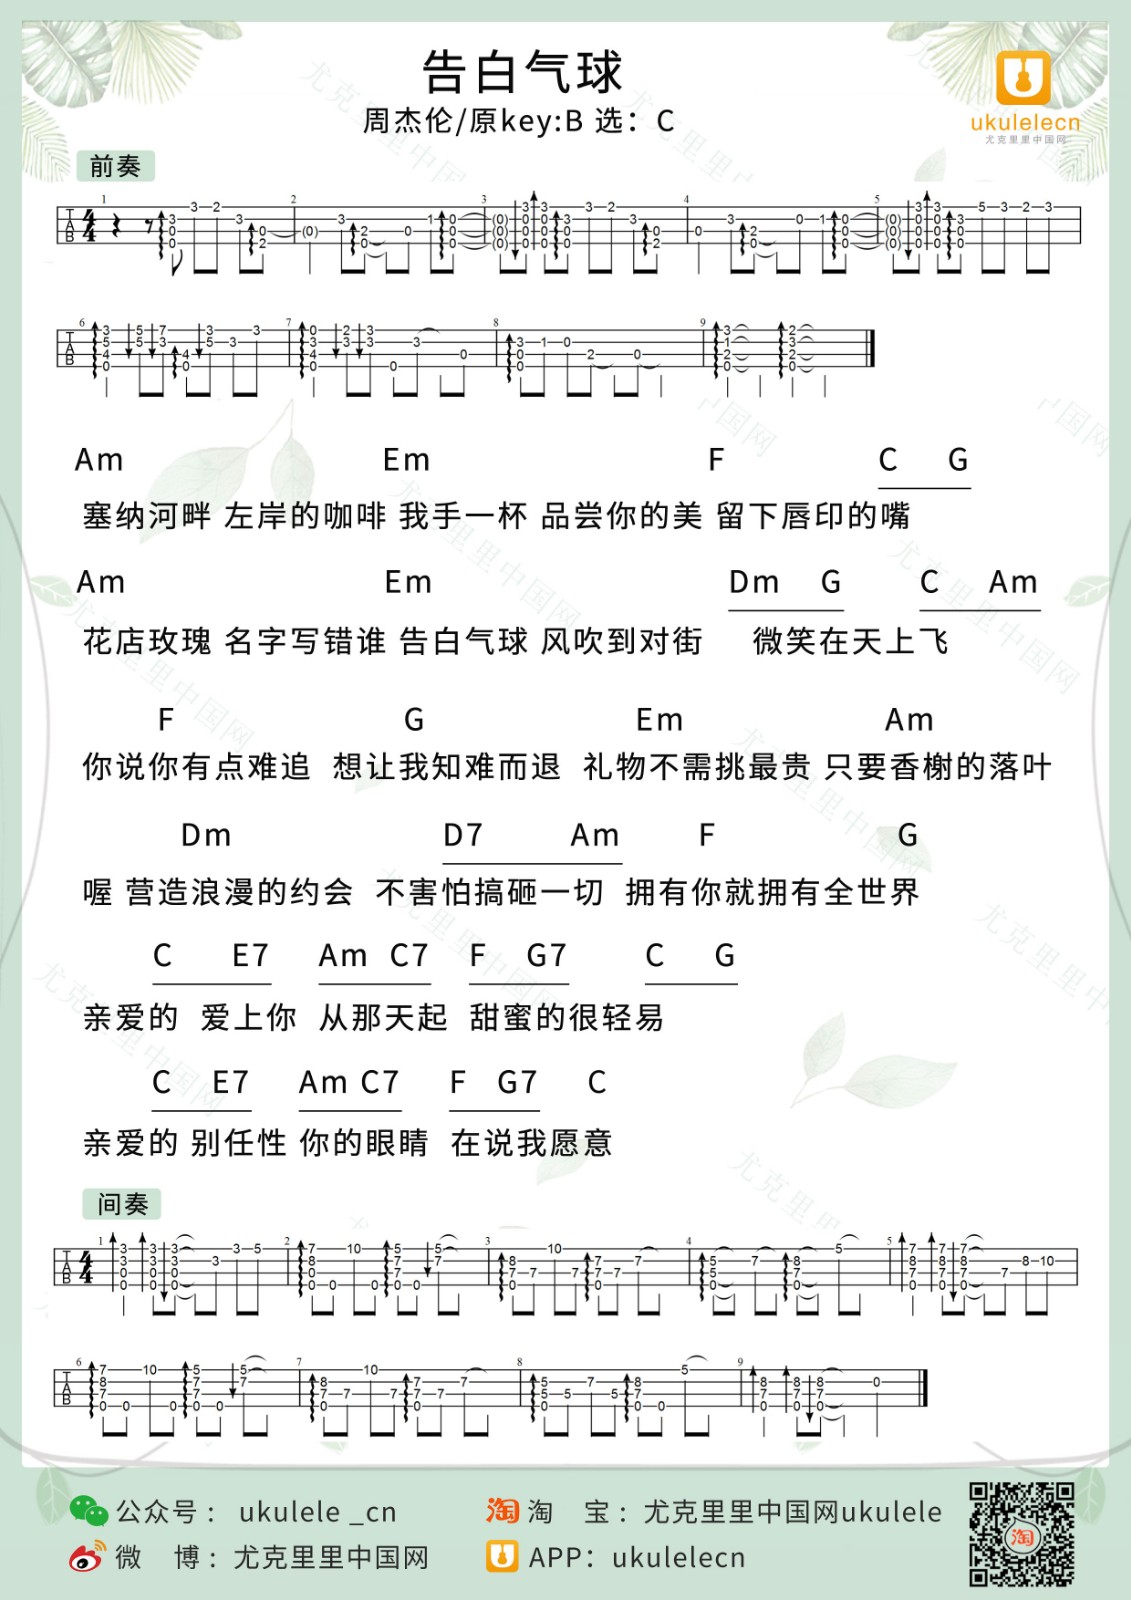 告白气球
周杰伦/原key:B 选：C
ukulelecn
尤克里里中国网
前奏
Am Em F C G
塞纳河畔 左岸的咖啡 我手一杯 品尝你的美 留下唇印的嘴
Am Em Dm G C Am
花店玫瑰 名字写错谁 告白气球 风吹到对街 微笑在天上飞
F G Em Am
你说你有点难追 想让我知难而退 礼物不需挑最贵 只要香榭的落叶
Dm D7 Am F G
喔 营造浪漫的约会 不害怕搞砸一切 拥有你就拥有全世界
C E7 Am C7 F G7 C G
亲爱的 爱上你 从那天起 甜蜜的很轻易
C E7 Am C7 F G7 C
亲爱的 别任性 你的眼睛 在说我愿意
间奏
公众号： ukulele _cn
淘 宝：尤克里里中国网ukulele
微 博：尤克里里中国网
APP：ukulelecn